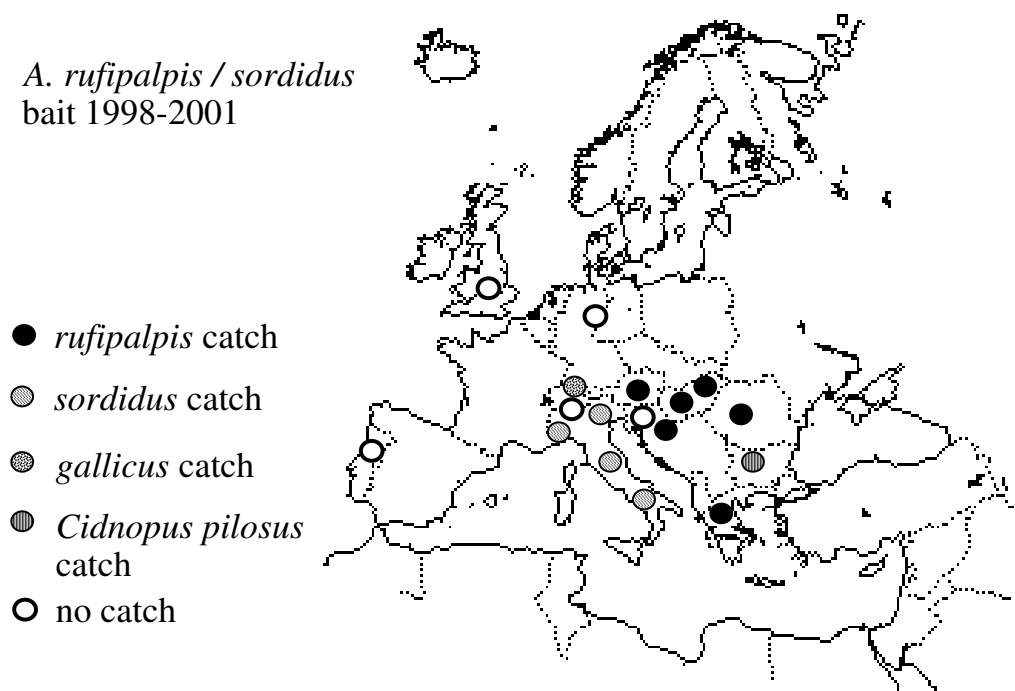 A. rufipalpis / sordidus
bait 1998-2001
rufipalpis catch
sordidus catch
gallicus catch
Cidnopus pilosus
catch
no catch